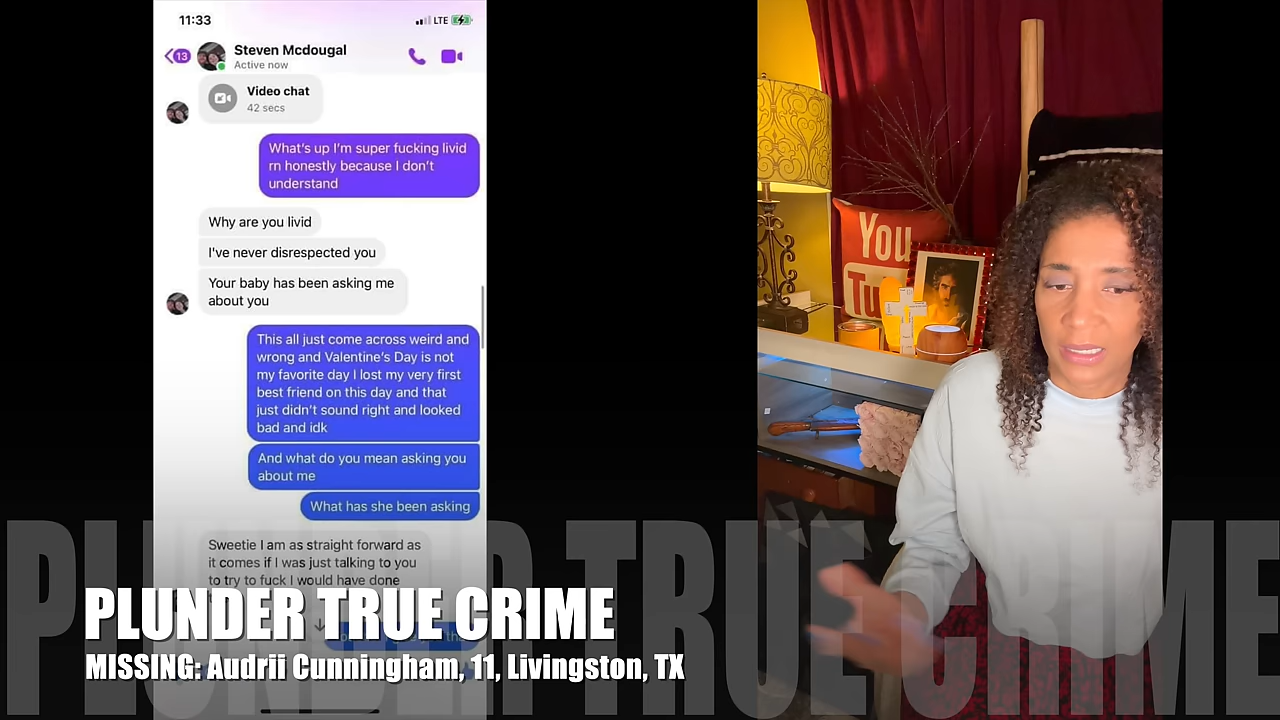 11:33
LTE
13
Steven Mcdougal
Active now
Video chat
42 secs
What's up I'm super fucking livid
rn honestly because I don't
understand
Why are you livid
I've never disrespected you
Your baby has been asking me
about you
This all just come across weird and
wrong and Valentine's Day is not
my favorite day I lost my very first
best friend on this day and that
just didn't sound right and looked
bad and idk
And what do you mean asking you
about me
What has she been asking
Sweetie I am as straight forward as
it comes if I was just talking to you
to try to fuck I would have done
You
PLUNDER TRUE CRIME
PLUNDER TRUE CRIME
MISSING: Audrii Cunningham, 11, Livingston, TX